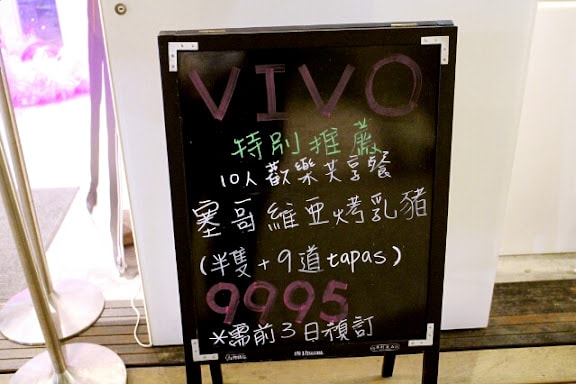 VIVO
特別推薦
10人歡樂共享餐
塞哥維亞烤乳豬
(半隻+9道tapas)
9995
※需前3日預訂